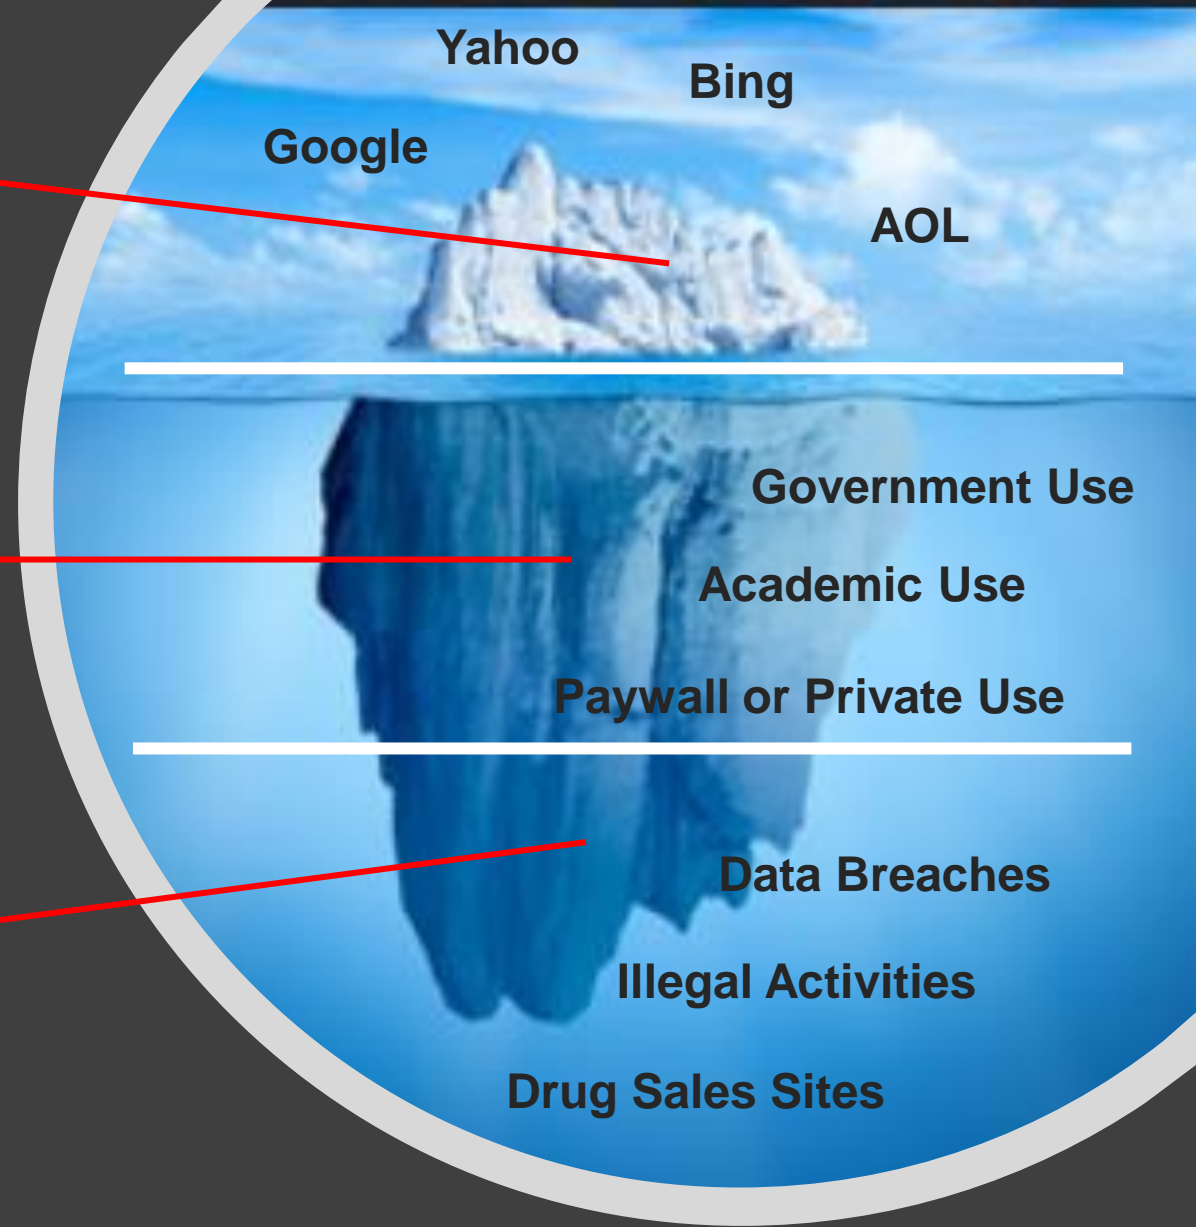 Yahoo
Bing
Google
AOL
Government Use
Academic Use
Paywall or Private Use
Data Breaches
Illegal Activities
Drug Sales Sites